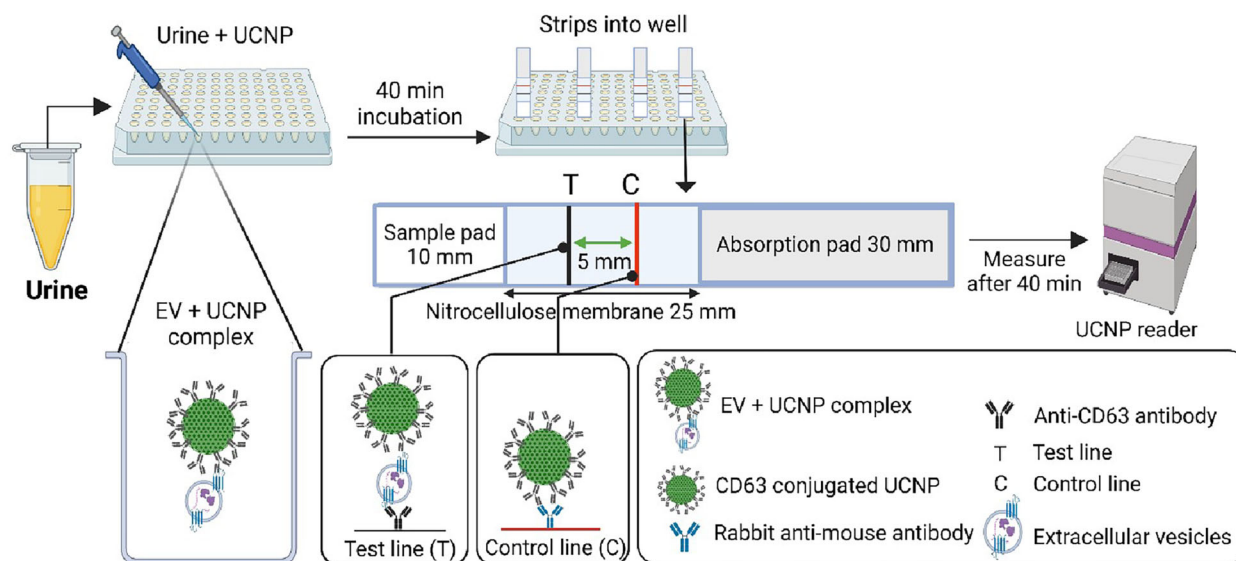 Urine + UCNP
Strips into well
40 min
incubation
Urine
T
C
Sample pad
10 mm
5 mm
Absorption pad 30 mm
Nitrocellulose membrane 25 mm
Measure
after 40 min
UCNP reader
EV + UCNP
complex
Test line (T)
Control line (C)
EV + UCNP complex
CD63 conjugated UCNP
Rabbit anti-mouse antibody
Anti-CD63 antibody
T Test line
C Control line
Extracellular vesicles